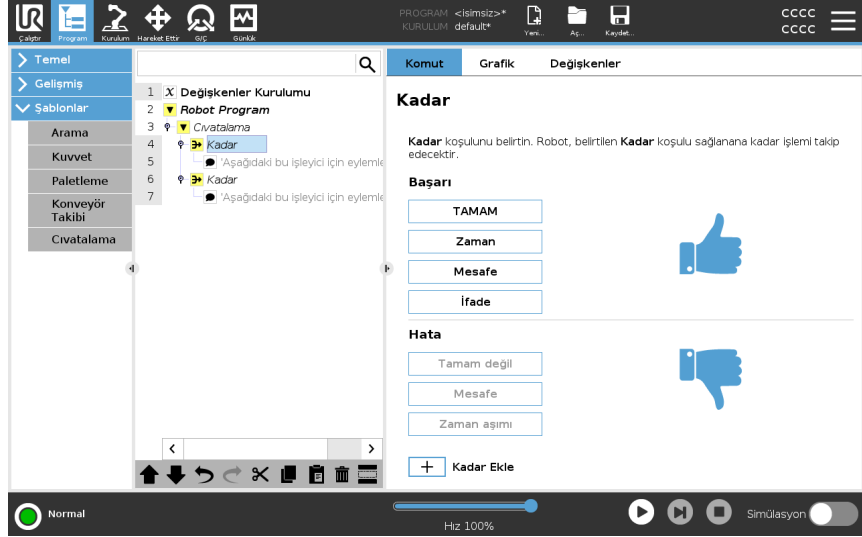 UR
PROGRAM <isimsiz>*
KURULUM default*
CCCC
CCCC
Çalıştır
Program
Kurulum
Hareket Ettir
G/Ç
Günlük
Yeni...
Aç...
Kaydet...
Temel
Gelişmiş
Şablonlar
Arama
Kuvvet
Paletleme
Konveyör
Takibi
Cıvatalama
1 X Değişkenler Kurulumu
2 Robot Program
3 Cıvatalama
4 Kadar
5 'Aşağıdaki bu işleyici için eylemle
6 Kadar
7 'Aşağıdaki bu işleyici için eylemle
Komut
Grafik
Değişkenler
Kadar
Kadar koşulunu belirtin. Robot, belirtilen Kadar koşulu sağlanana kadar işlemi takip
edecektir.
Başarı
TAMAM
Zaman
Mesafe
İfade
Hata
Tamam değil
Mesafe
Zaman aşımı
+ Kadar Ekle
Normal
Hız 100%
Simülasyon